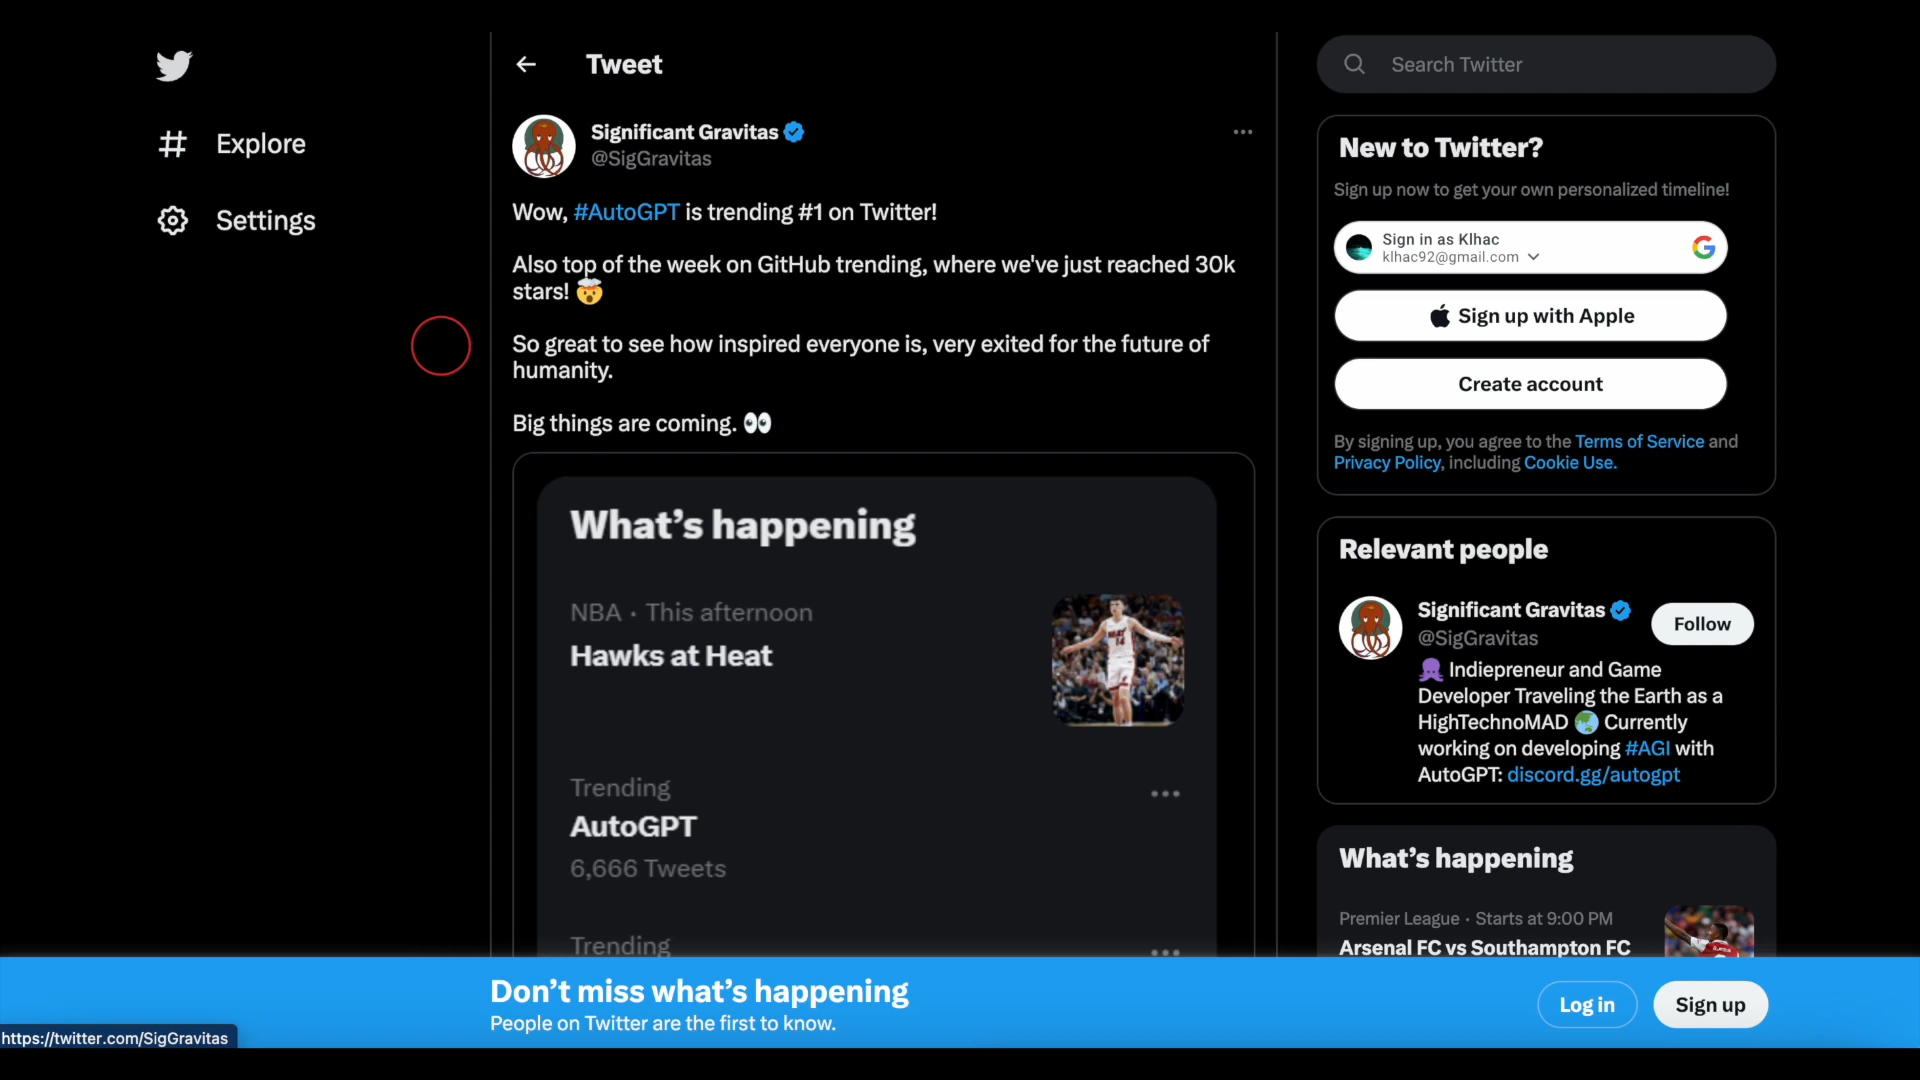 Explore
Settings
Tweet
Significant Gravitas
@SigGravitas
Wow, #AutoGPT is trending #1 on Twitter!
Also top of the week on GitHub trending, where we've just reached 30k
stars! 🤯
So great to see how inspired everyone is, very exited for the future of
humanity.
Big things are coming. 👀
What's happening
NBA · This afternoon
Hawks at Heat
Trending
AutoGPT
6,666 Tweets
Trending
Search Twitter
New to Twitter?
Sign up now to get your own personalized timeline!
Sign in as Klhac
klhac92@gmail.com
Sign up with Apple
Create account
By signing up, you agree to the Terms of Service and
Privacy Policy, including Cookie Use.
Relevant people
Significant Gravitas
@SigGravitas
Follow
🐙 Indiepreneur and Game
Developer Traveling the Earth as a
HighTechnoMAD 🌏 Currently
working on developing #AGI with
AutoGPT: discord.gg/autogpt
What's happening
Premier League · Starts at 9:00 PM
Arsenal FC vs Southampton FC
Don't miss what's happening
People on Twitter are the first to know.
Log in
Sign up
https://twitter.com/SigGravitas